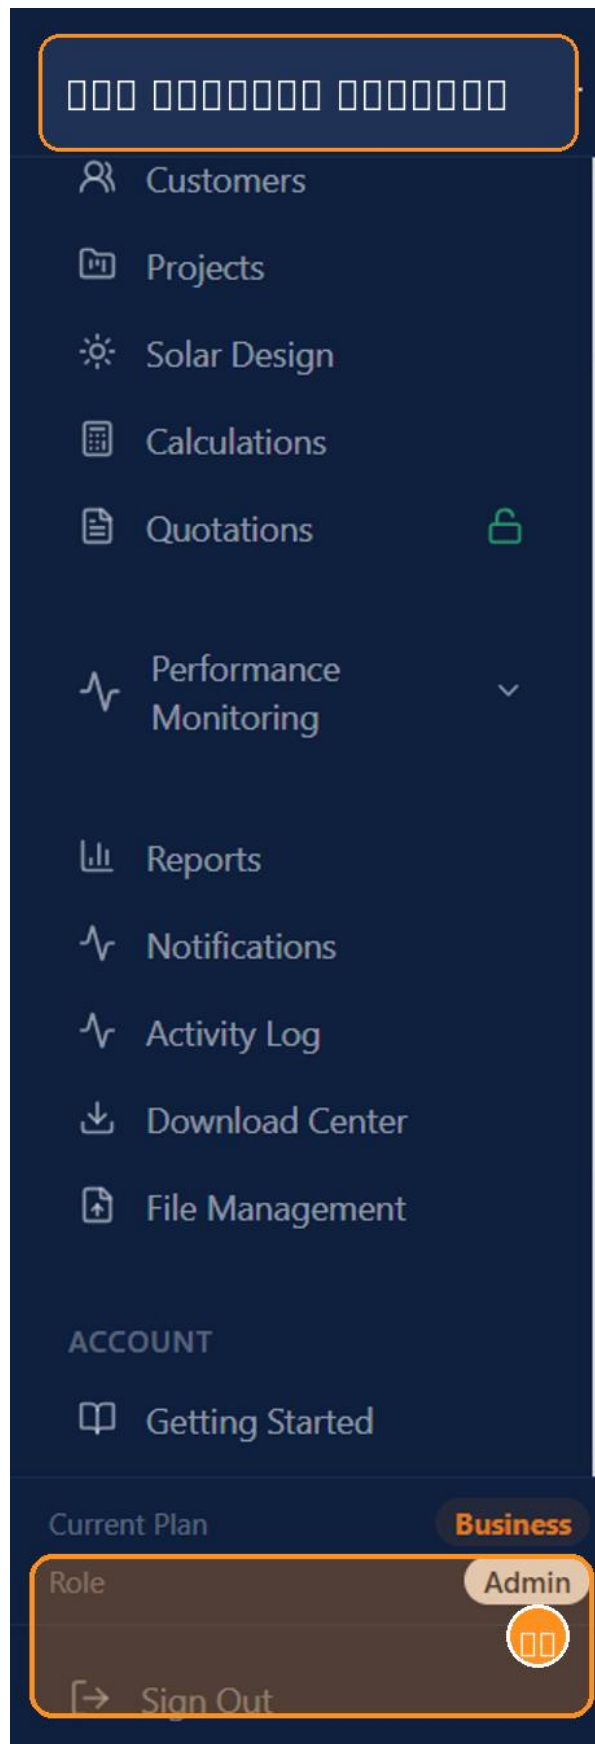 Customers
Projects
Solar Design
Calculations
Quotations
Performance
Monitoring
Reports
Notifications
Activity Log
Download Center
File Management
ACCOUNT
Getting Started
Current Plan Business
Role Admin
Sign Out